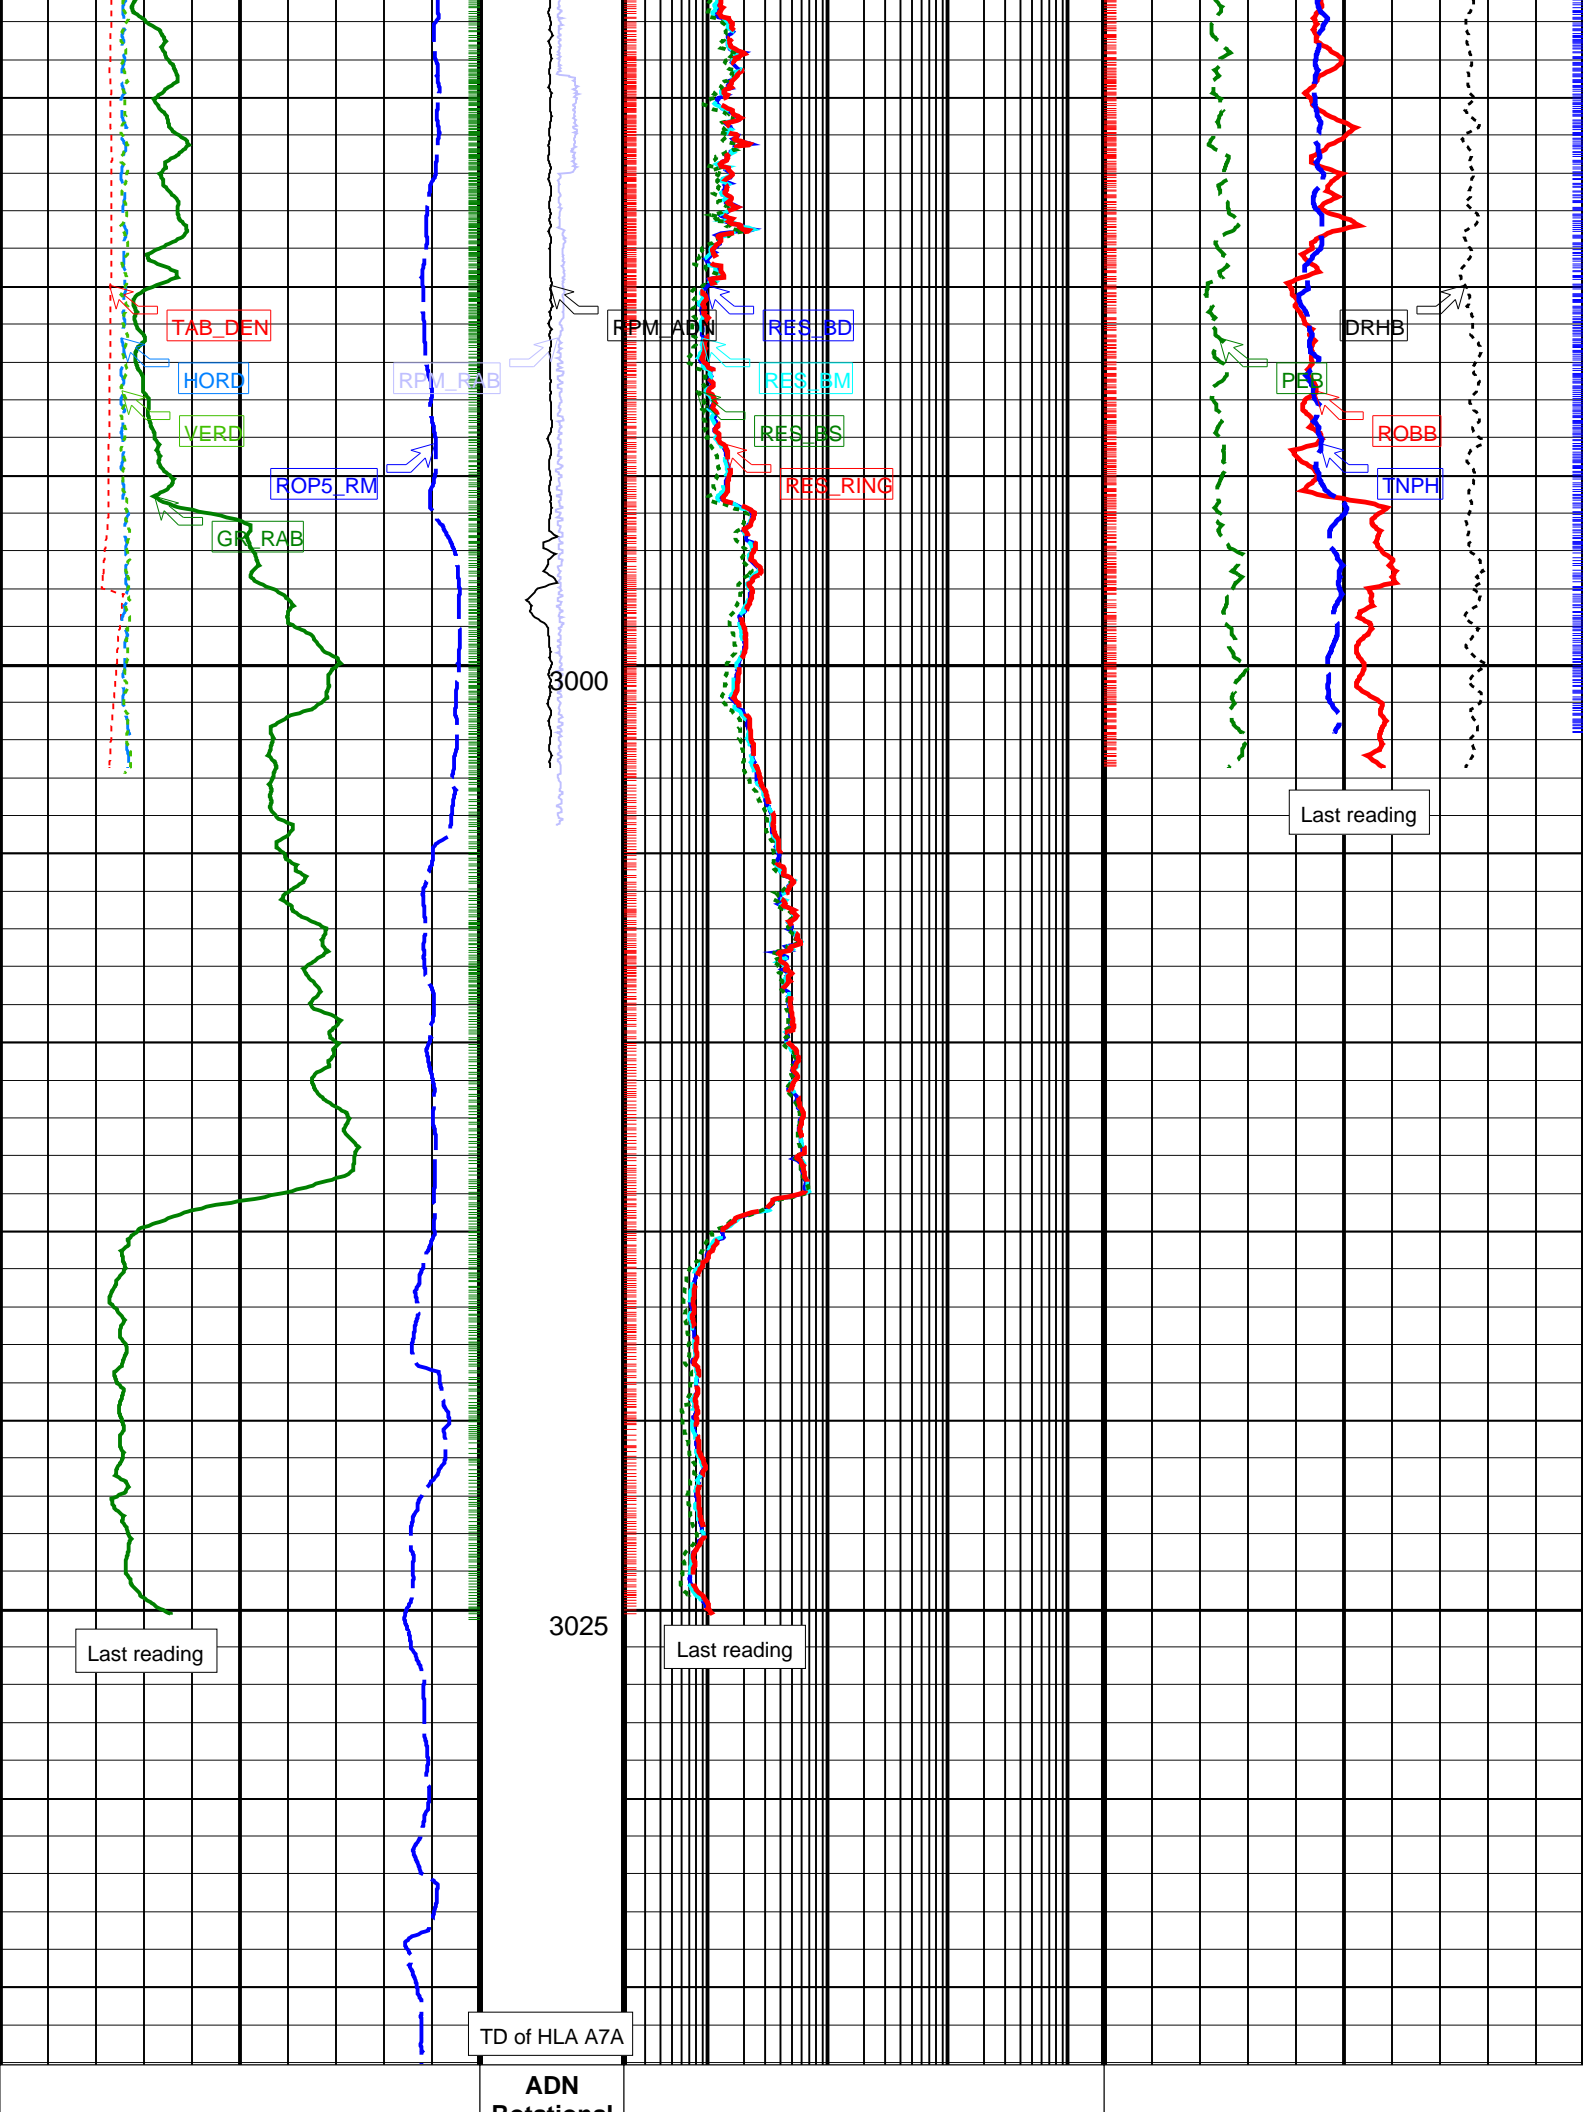 TAB_DEN
RPM_ADN
RES_BD
DRHB
HORD
RPM_RAB
RES_BM
PEB
VERD
RES_BS
ROBB
ROP5_RM
RES_RING
TNPH
GR_RAB
3000
Last reading
3025
Last reading
Last reading
TD of HLA A7A
ADN
Rotational